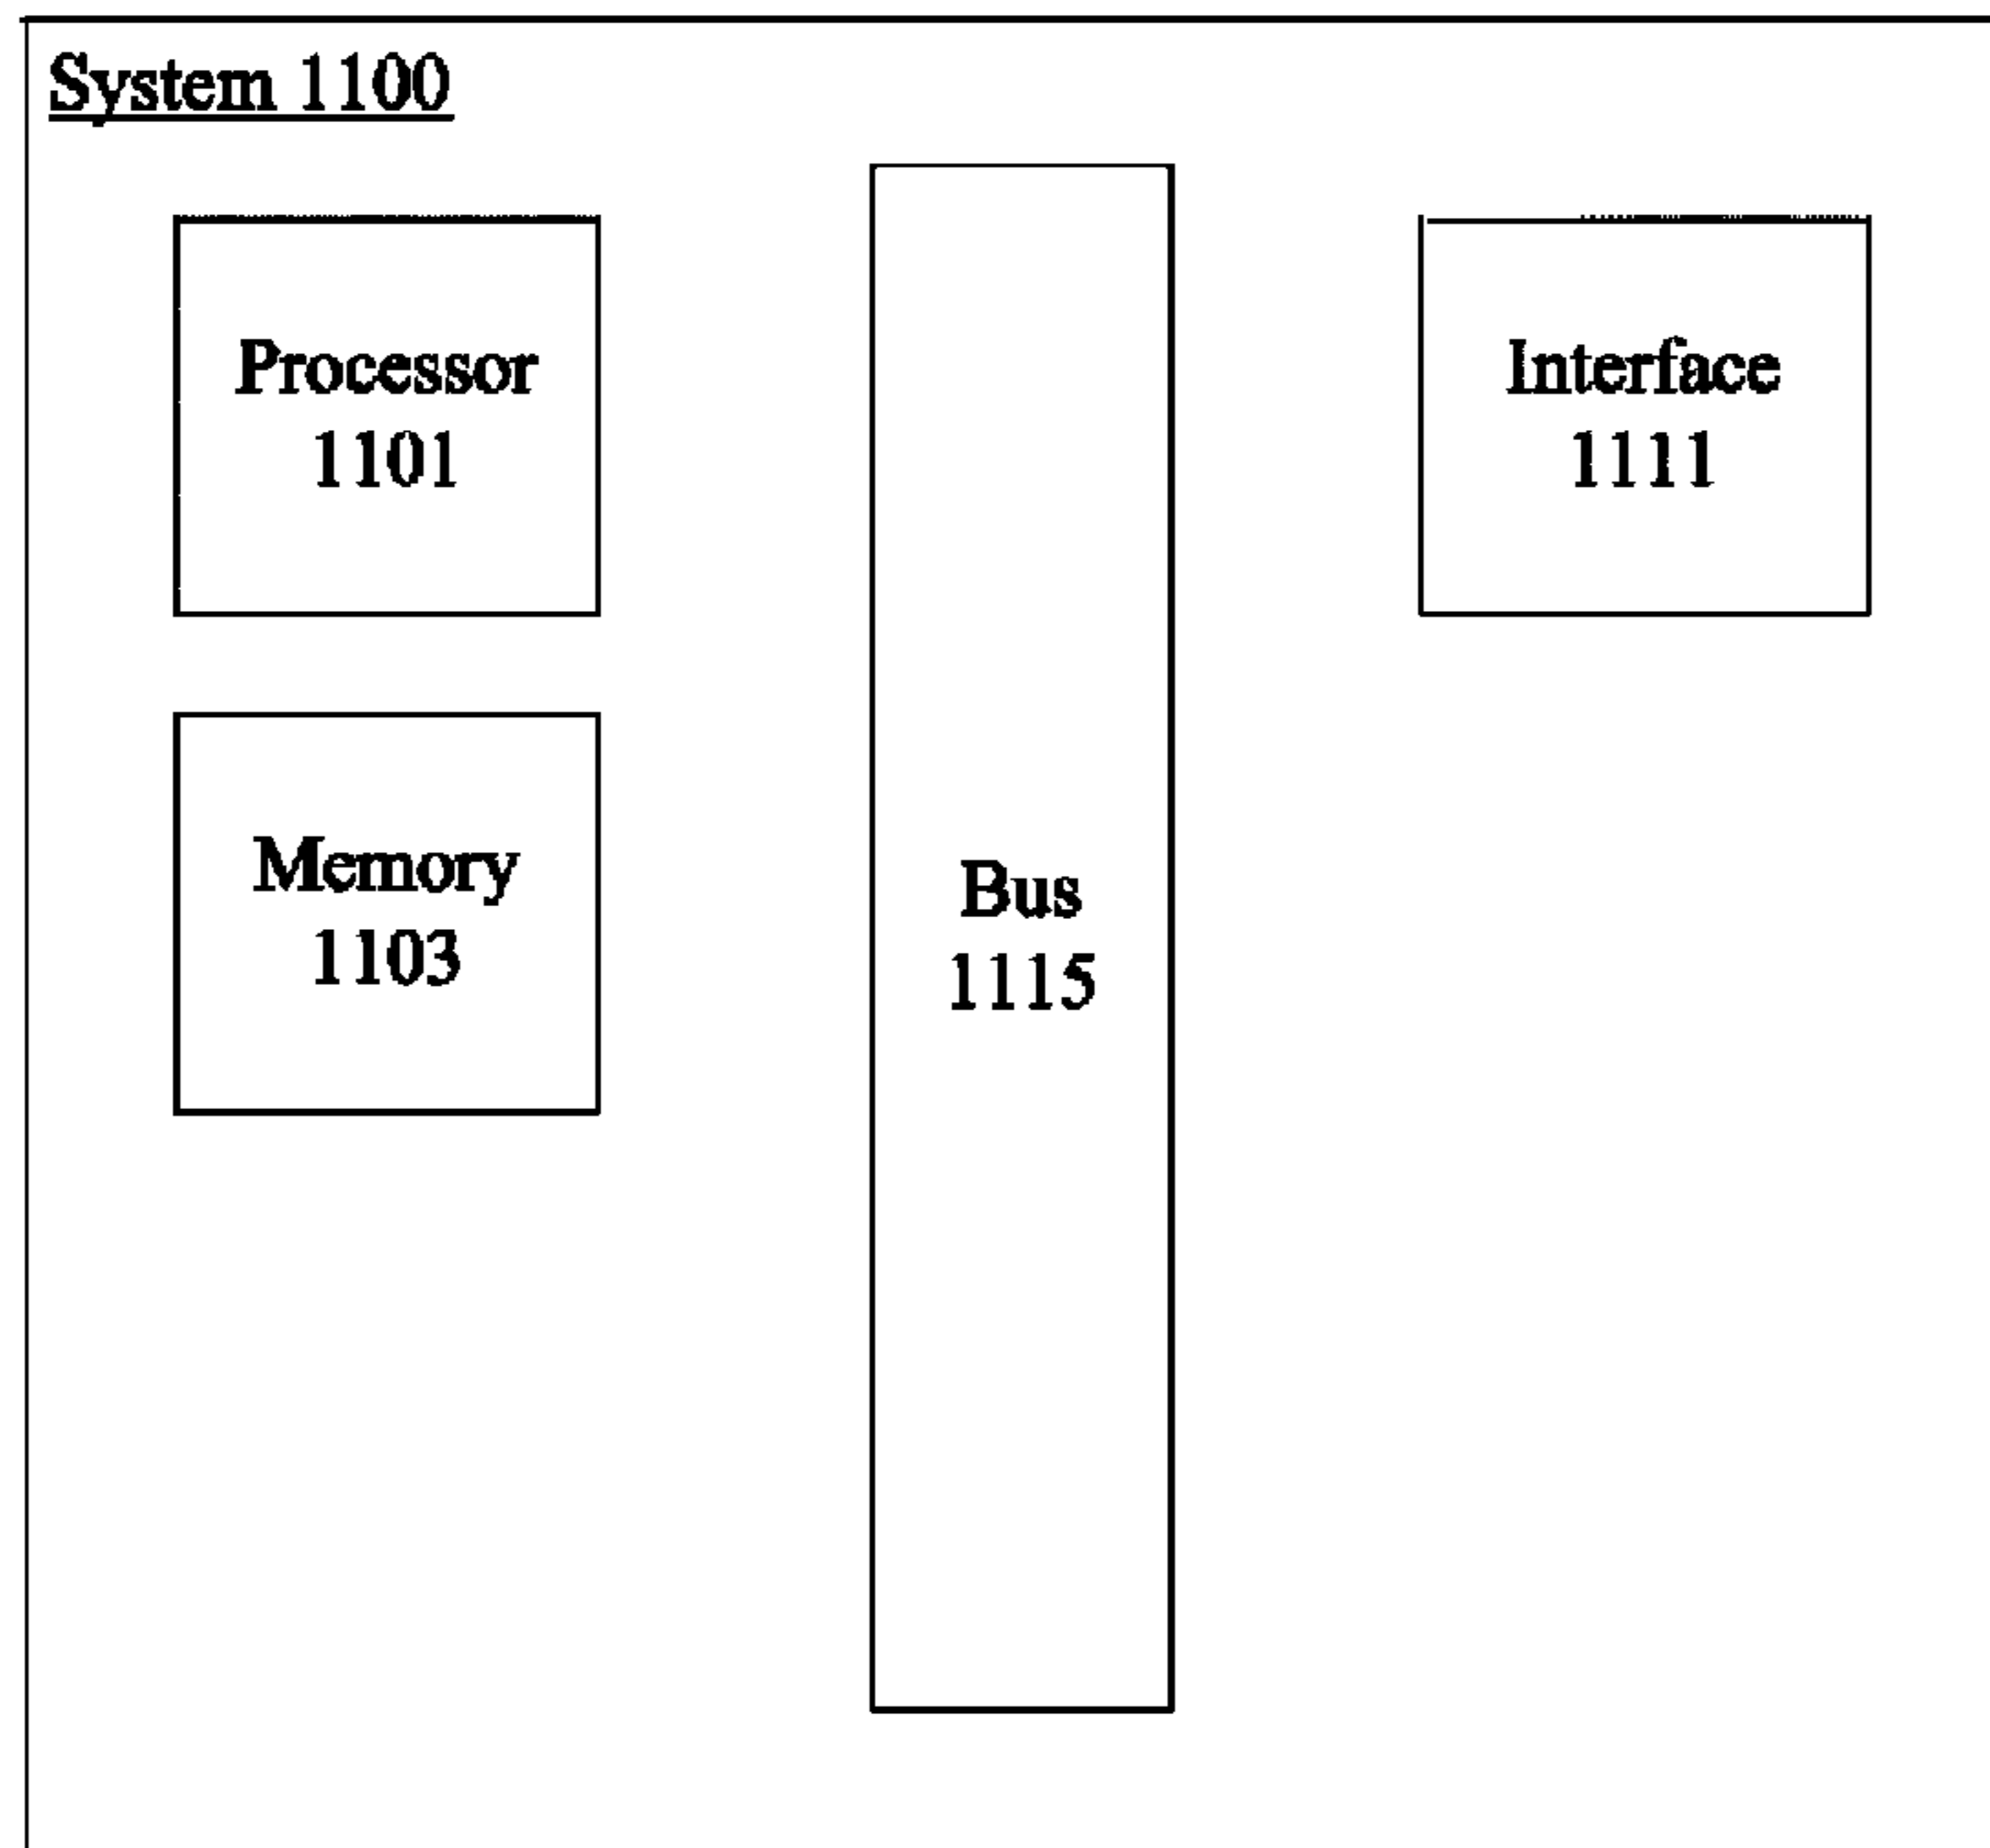 System 1100
Processor
1101
Interface
1111
Memory
1103
Bus
1115